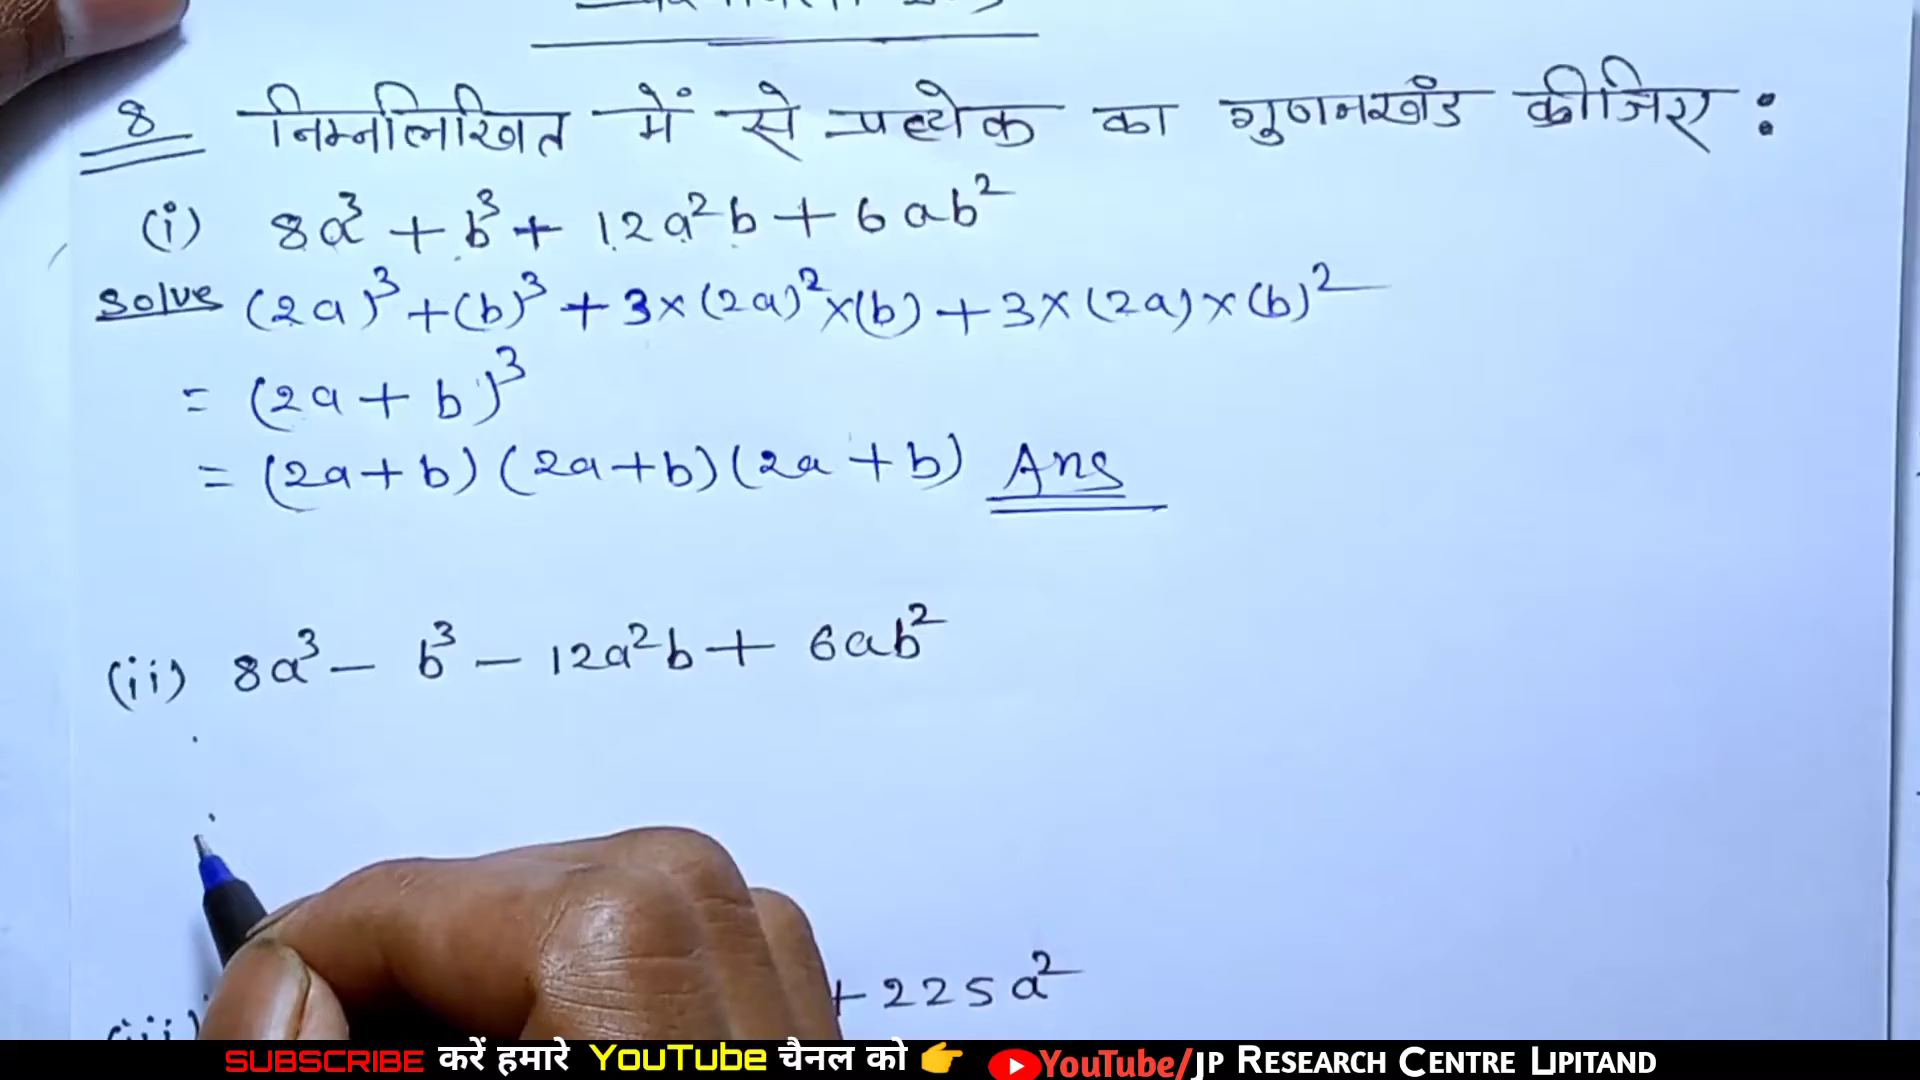 8 निम्नलिखित में से प्रत्येक का गुणनखंड कीजिए :
(i) 8a³ + b³ + 12a²b + 6ab²
Solve (2a)³ + (b)³ + 3×(2a)²×(b) + 3×(2a)×(b)²
= (2a + b)³
= (2a + b) (2a + b) (2a + b) Ans
(ii) 8a³ − b³ − 12a²b + 6ab²
(iii) + 225a²
SUBSCRIBE करें हमारे YouTube चैनल को 👉 YouTube/JP RESEARCH CENTRE LIPITAND